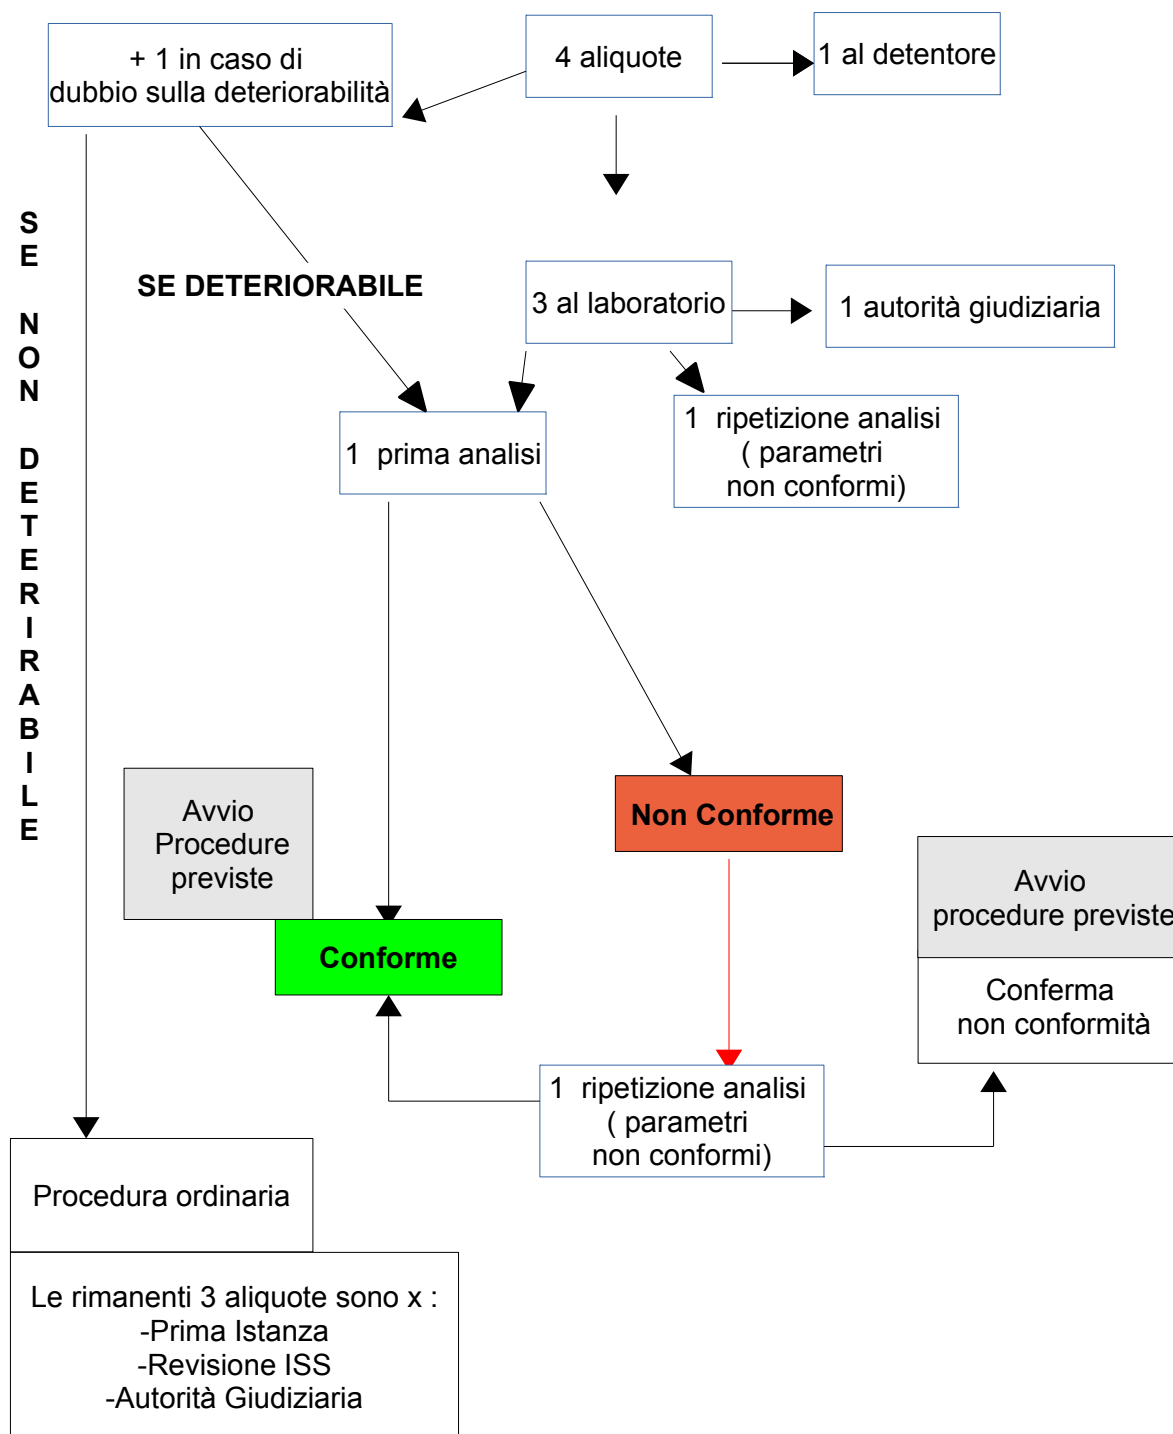 + 1 in caso di
dubbio sulla deteriorabilità
4 aliquote
1 al detentore
SE NON DETERIRABILE
SE DETERIORABILE
3 al laboratorio
1 autorità giudiziaria
1 prima analisi
1 ripetizione analisi
( parametri
non conformi)
Avvio
Procedure
previste
Non Conforme
Conforme
Avvio
procedure previste
Conferma
non conformità
1 ripetizione analisi
( parametri
non conformi)
Procedura ordinaria
Le rimanenti 3 aliquote sono x :
-Prima Istanza
-Revisione ISS
-Autorità Giudiziaria